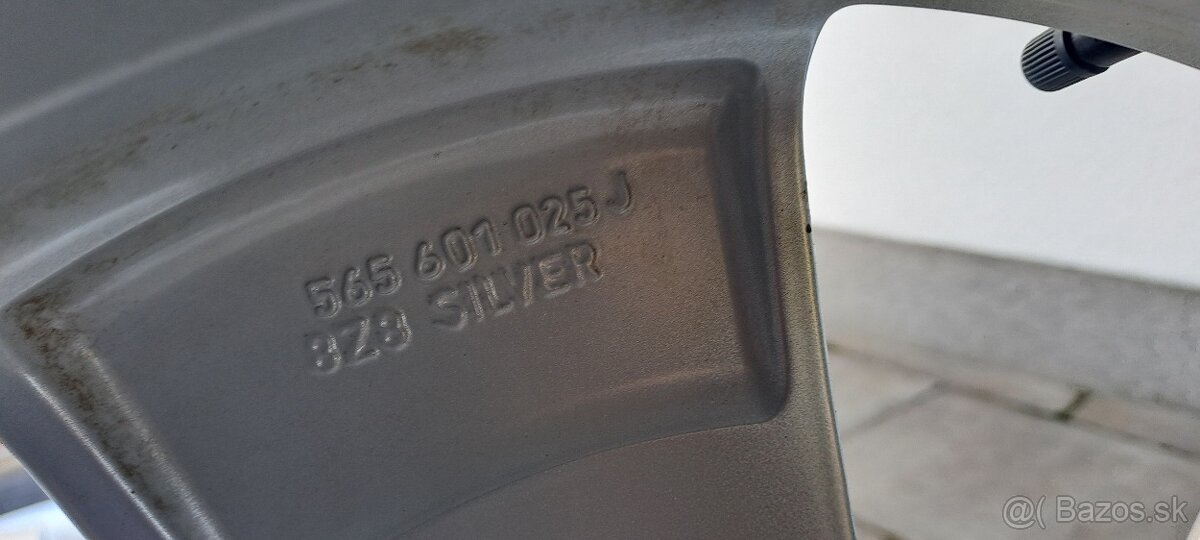 565 601 025 J
8Z8 SILVER
@( Bazos.sk